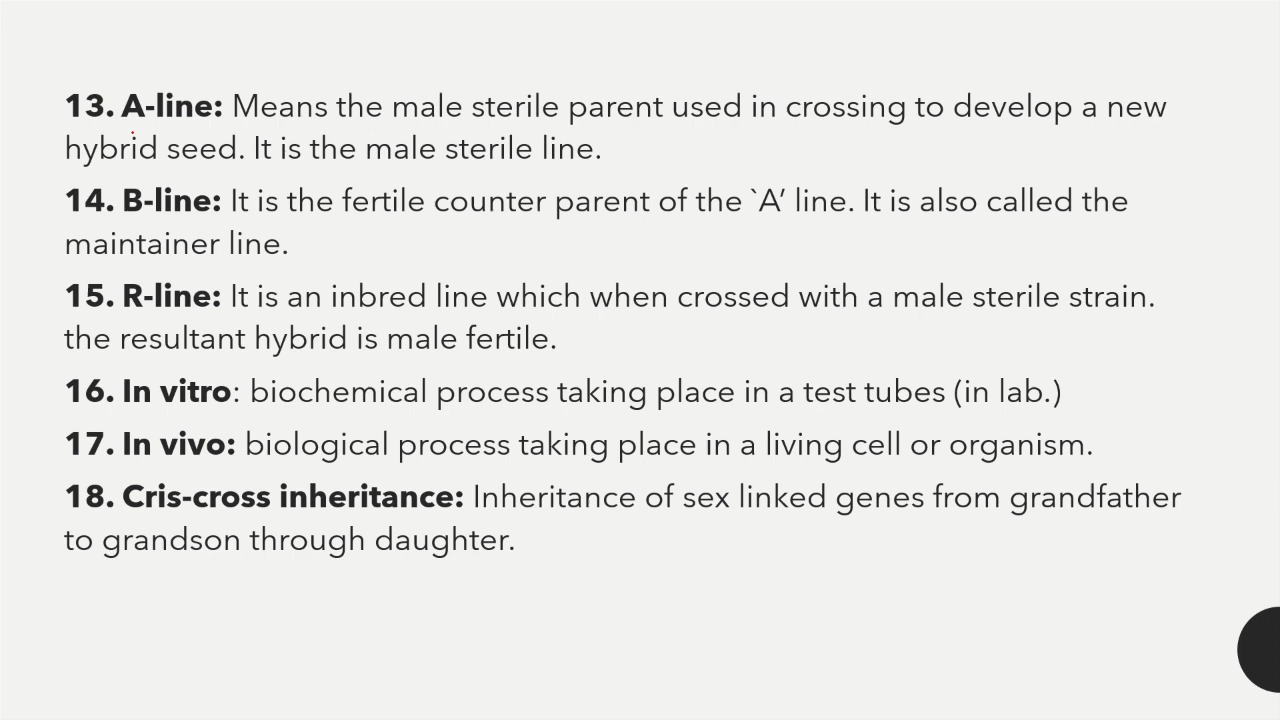 13. A-line: Means the male sterile parent used in crossing to develop a new
hybrid seed. It is the male sterile line.
14. B-line: It is the fertile counter parent of the `A’ line. It is also called the
maintainer line.
15. R-line: It is an inbred line which when crossed with a male sterile strain.
the resultant hybrid is male fertile.
16. In vitro: biochemical process taking place in a test tubes (in lab.)
17. In vivo: biological process taking place in a living cell or organism.
18. Cris-cross inheritance: Inheritance of sex linked genes from grandfather
to grandson through daughter.